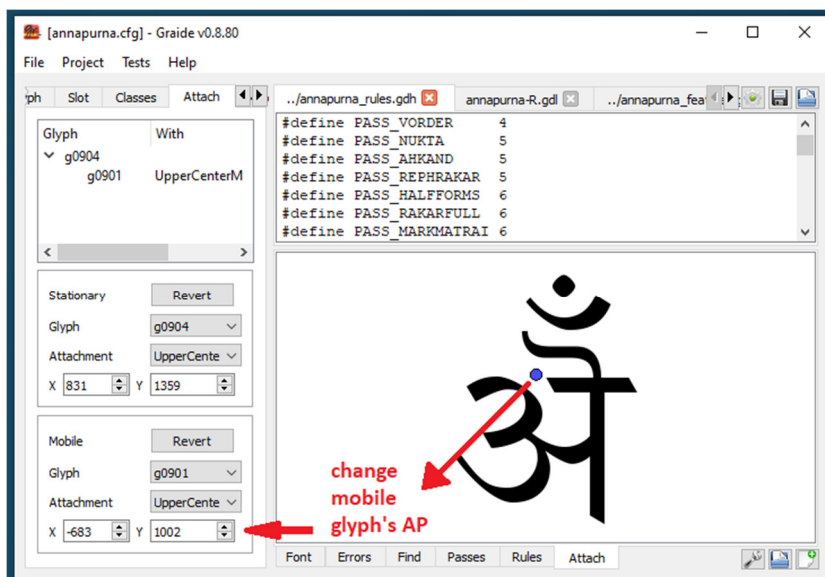 [annapurna.cfg] - Graide v0.8.80
File Project Tests Help
Slot Classes Attach
../annapurna_rules.gdh annapurna-R.gdl ../annapurna_feat
Glyph With
g0904
g0901 UpperCenterM
#define PASS_VORDER 4
#define PASS_NUKTA 5
#define PASS_AHKAND 5
#define PASS_REPHRAKAR 5
#define PASS_HALFFORMS 6
#define PASS_RAKARFULL 6
#define PASS_MARKMATRAI 6
Stationary Revert
Glyph g0904
Attachment UpperCente
X 831 Y 1359
Mobile Revert
Glyph g0901
Attachment UpperCente
X -683 Y 1002
ऄँ
change
mobile
glyph's AP
Font Errors Find Passes Rules Attach